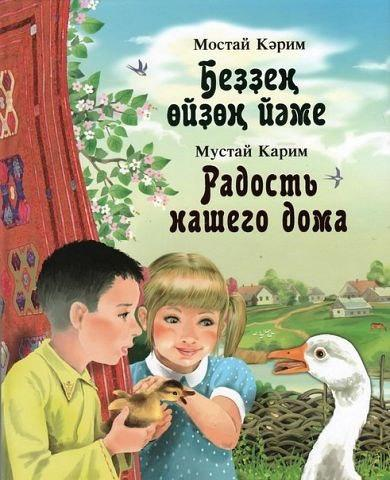 Мостай Кәрим
Беҙҙең
өйҙөң йәме
Мустай Карим
Радость
нашего дома